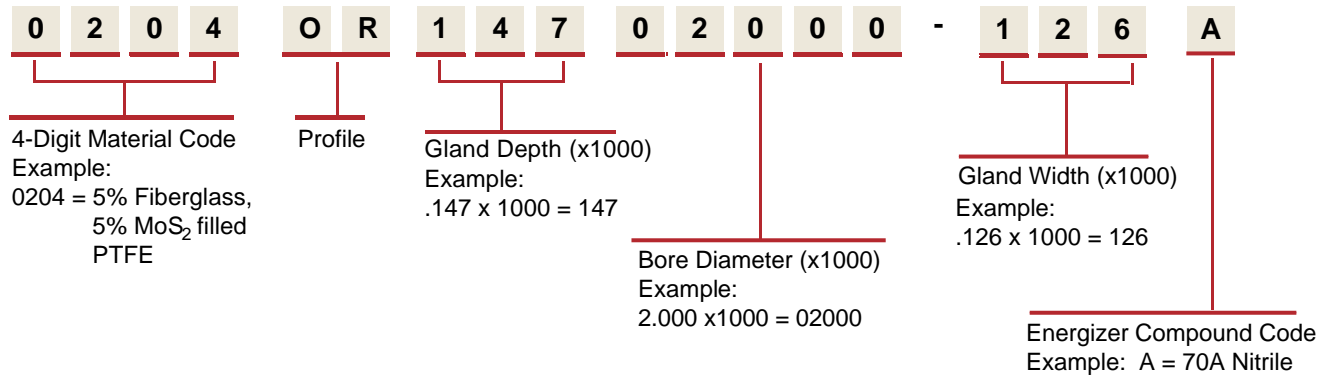 0 2 0 4 O R 1 4 7 0 2 0 0 0 - 1 2 6 A
4-Digit Material Code
Example:
0204 = 5% Fiberglass,
5% MoS2 filled
PTFE
Profile
Gland Depth (x1000)
Example:
.147 x 1000 = 147
Bore Diameter (x1000)
Example:
2.000 x1000 = 02000
Gland Width (x1000)
Example:
.126 x 1000 = 126
Energizer Compound Code
Example: A = 70A Nitrile